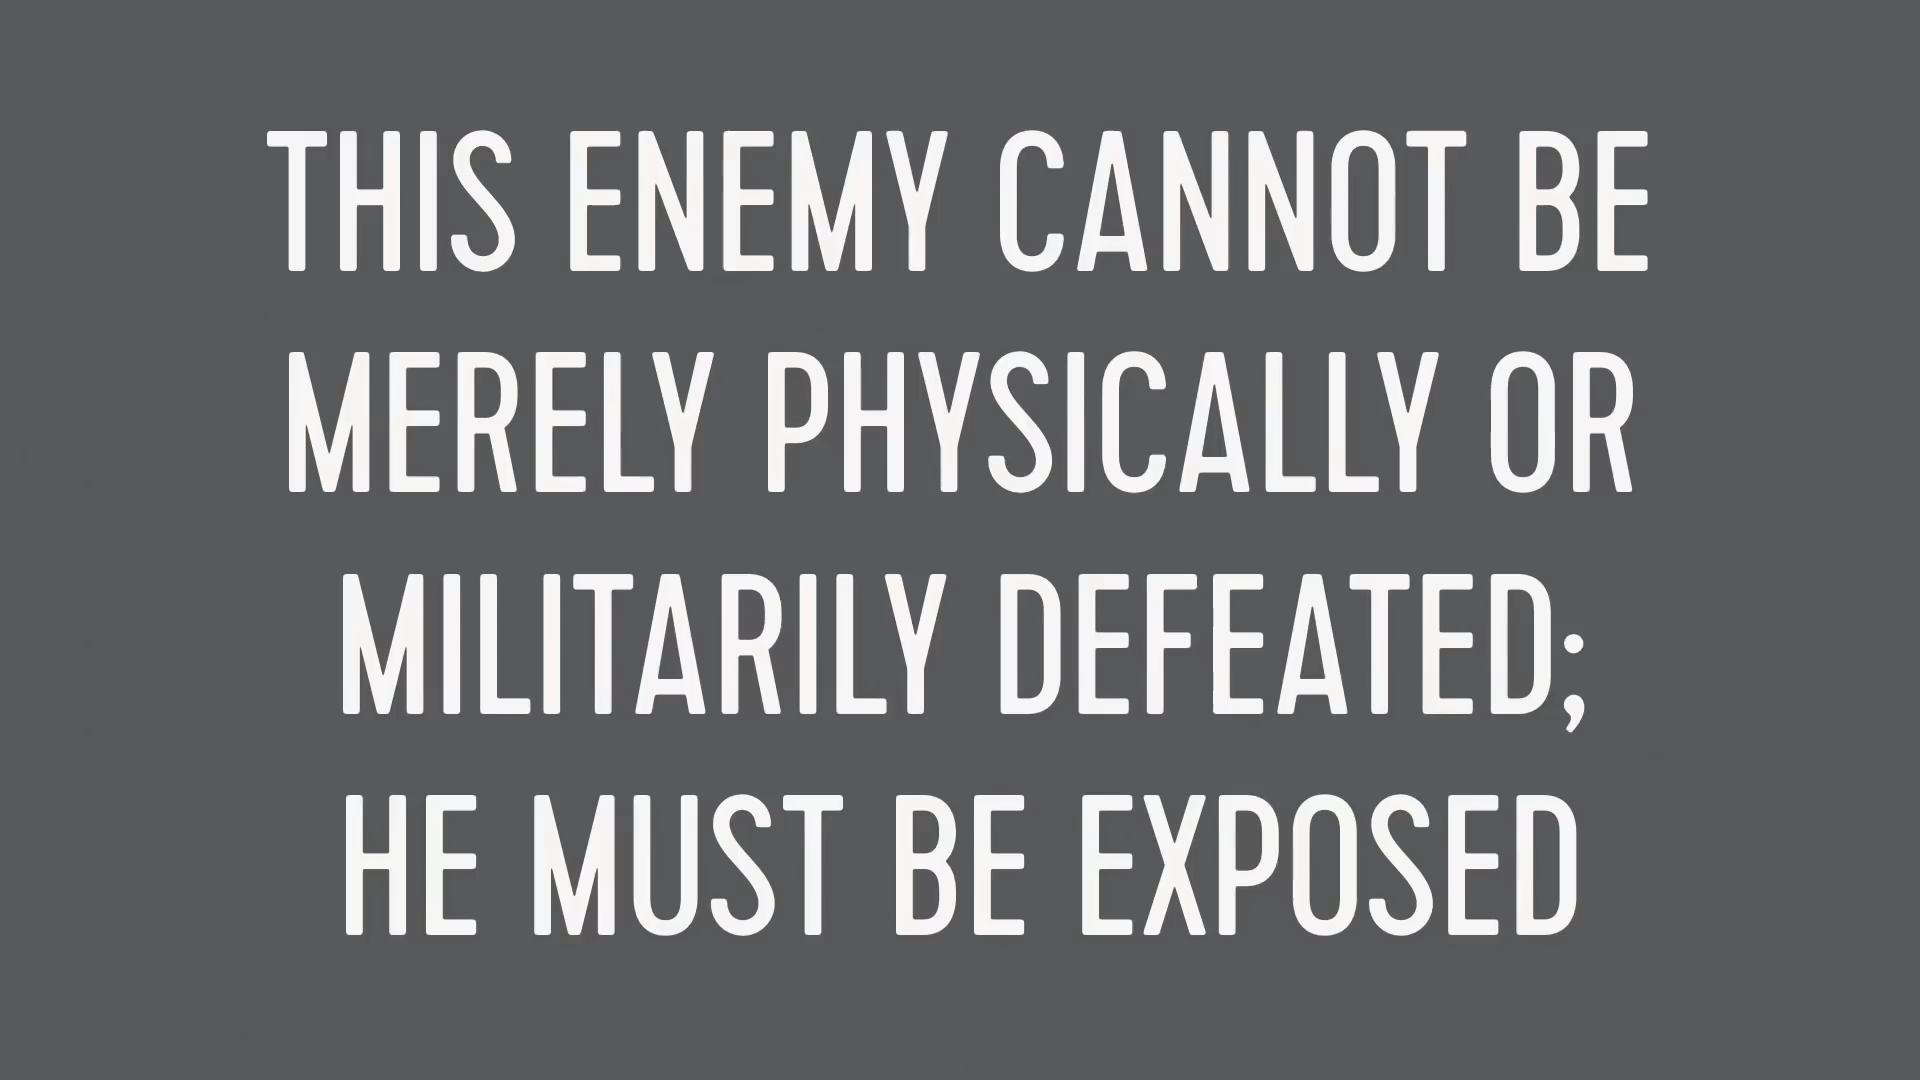 THIS ENEMY CANNOT BE
MERELY PHYSICALLY OR
MILITARILY DEFEATED;
HE MUST BE EXPOSED